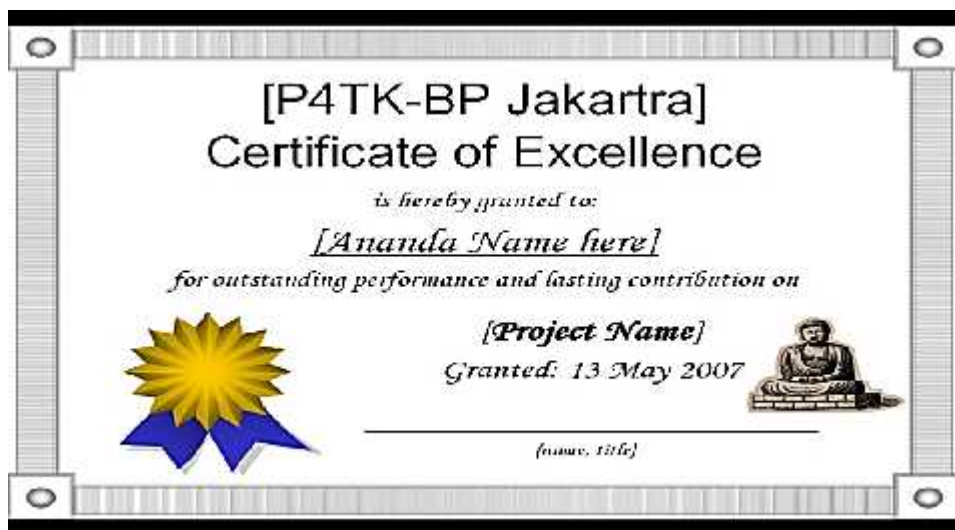 [P4TK-BP Jakartra]
Certificate of Excellence
is hereby granted to:
[Ananda Name here]
for outstanding performance and lasting contribution on
[Project Name]
Granted: 13 May 2007
[name, title]